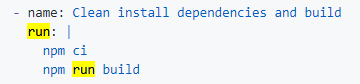 - name: Clean install dependencies and build
run: |
npm ci
npm run build